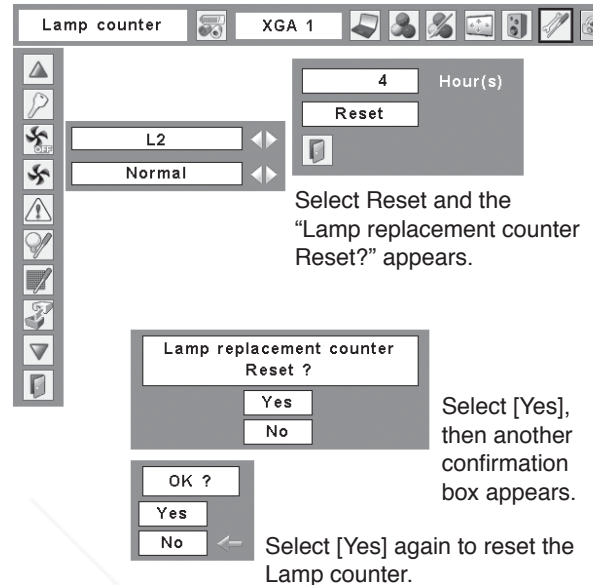 Lamp counter
XGA 1
4 Hour(s)
Reset
OFF
L2
Normal
Select Reset and the
“Lamp replacement counter
Reset?” appears.
Lamp replacement counter
Reset ?
Yes
No
Select [Yes],
then another
confirmation
box appears.
OK ?
Yes
No
Select [Yes] again to reset the
Lamp counter.